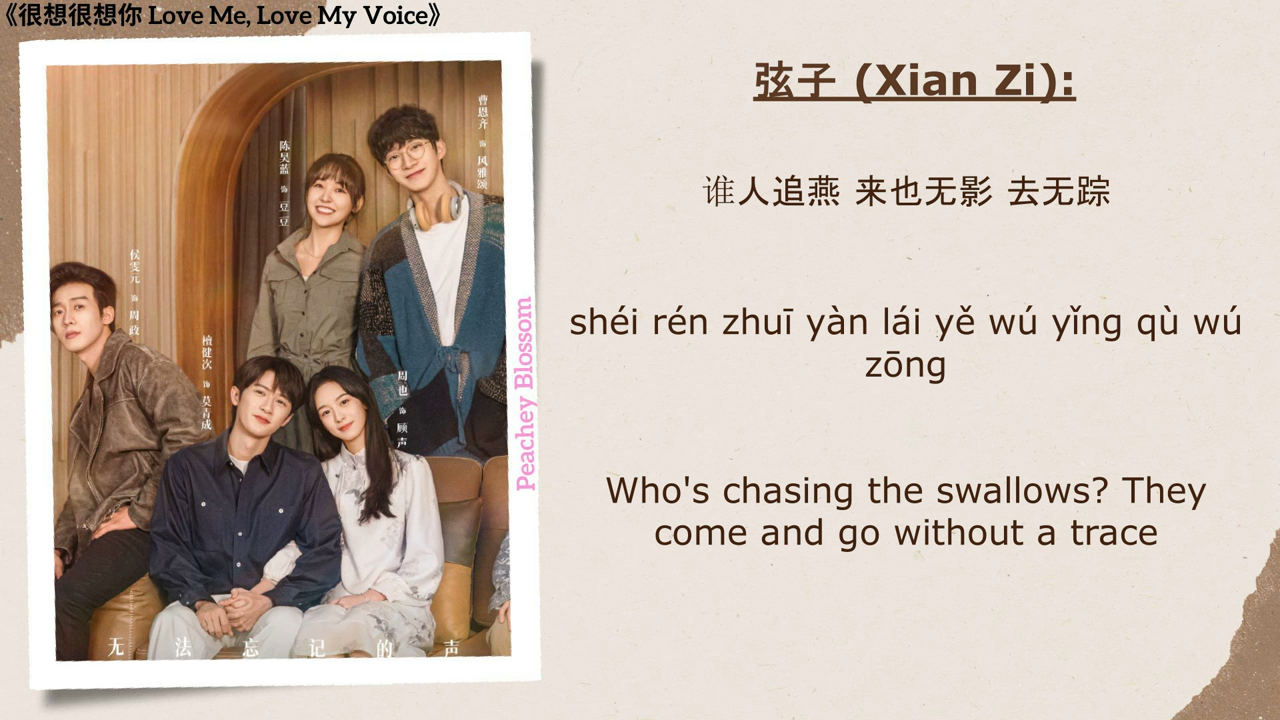 《很想很想你 Love Me, Love My Voice》
弦子 (Xian Zi):
谁人追燕 来也无影 去无踪
shéi rén zhuī yàn lái yě wú yǐng qù wú
zōng
Who's chasing the swallows? They
come and go without a trace
曹恩齐 饰 风雅颂
陈昊蓝 饰 豆豆
侯雯元 饰 周政
檀健次 饰 莫青成
周也 饰 顾声
Peachey Blossom
无法忘记的声